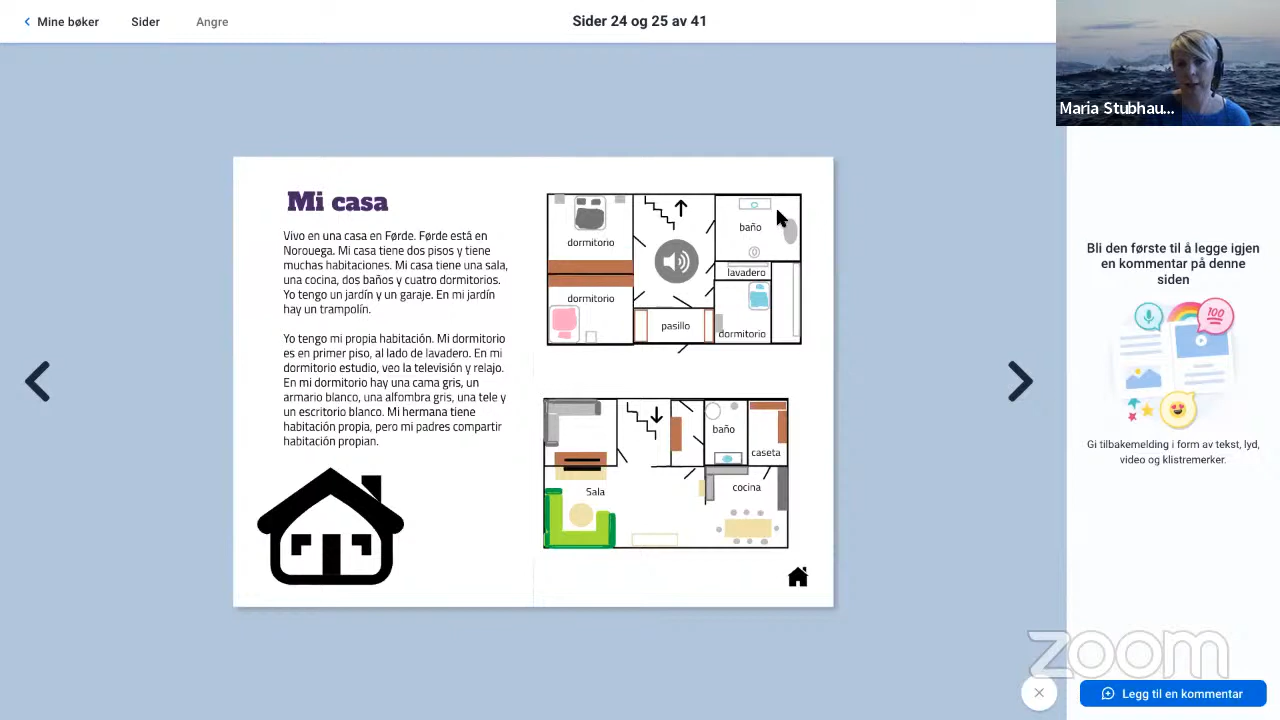 Mine bøker
Sider
Angre
Sider 24 og 25 av 41
Maria Stubhau...
Mi casa
Vivo en una casa en Førde. Førde está en
Norouega. Mi casa tiene dos pisos y tiene
muchas habitaciones. Mi casa tiene una sala,
una cocina, dos baños y cuatro dormitorios.
Yo tengo un jardín y un garaje. En mi jardín
hay un trampolín.
Yo tengo mi propia habitación. Mi dormitorio
es en primer piso, al lado de lavadero. En mi
dormitorio estudio, veo la televisión y relajo.
En mi dormitorio hay una cama gris, un
armario blanco, una alfombra gris, una tele y
un escritorio blanco. Mi hermana tiene
habitación propia, pero mi padres compartir
habitación propian.
dormitorio
baño
lavadero
dormitorio
pasillo
dormitorio
baño
caseta
Sala
cocina
Bli den første til å legge igjen
en kommentar på denne
siden
100
Gi tilbakemelding i form av tekst, lyd,
video og klistremerker.
zoom
Legg til en kommentar